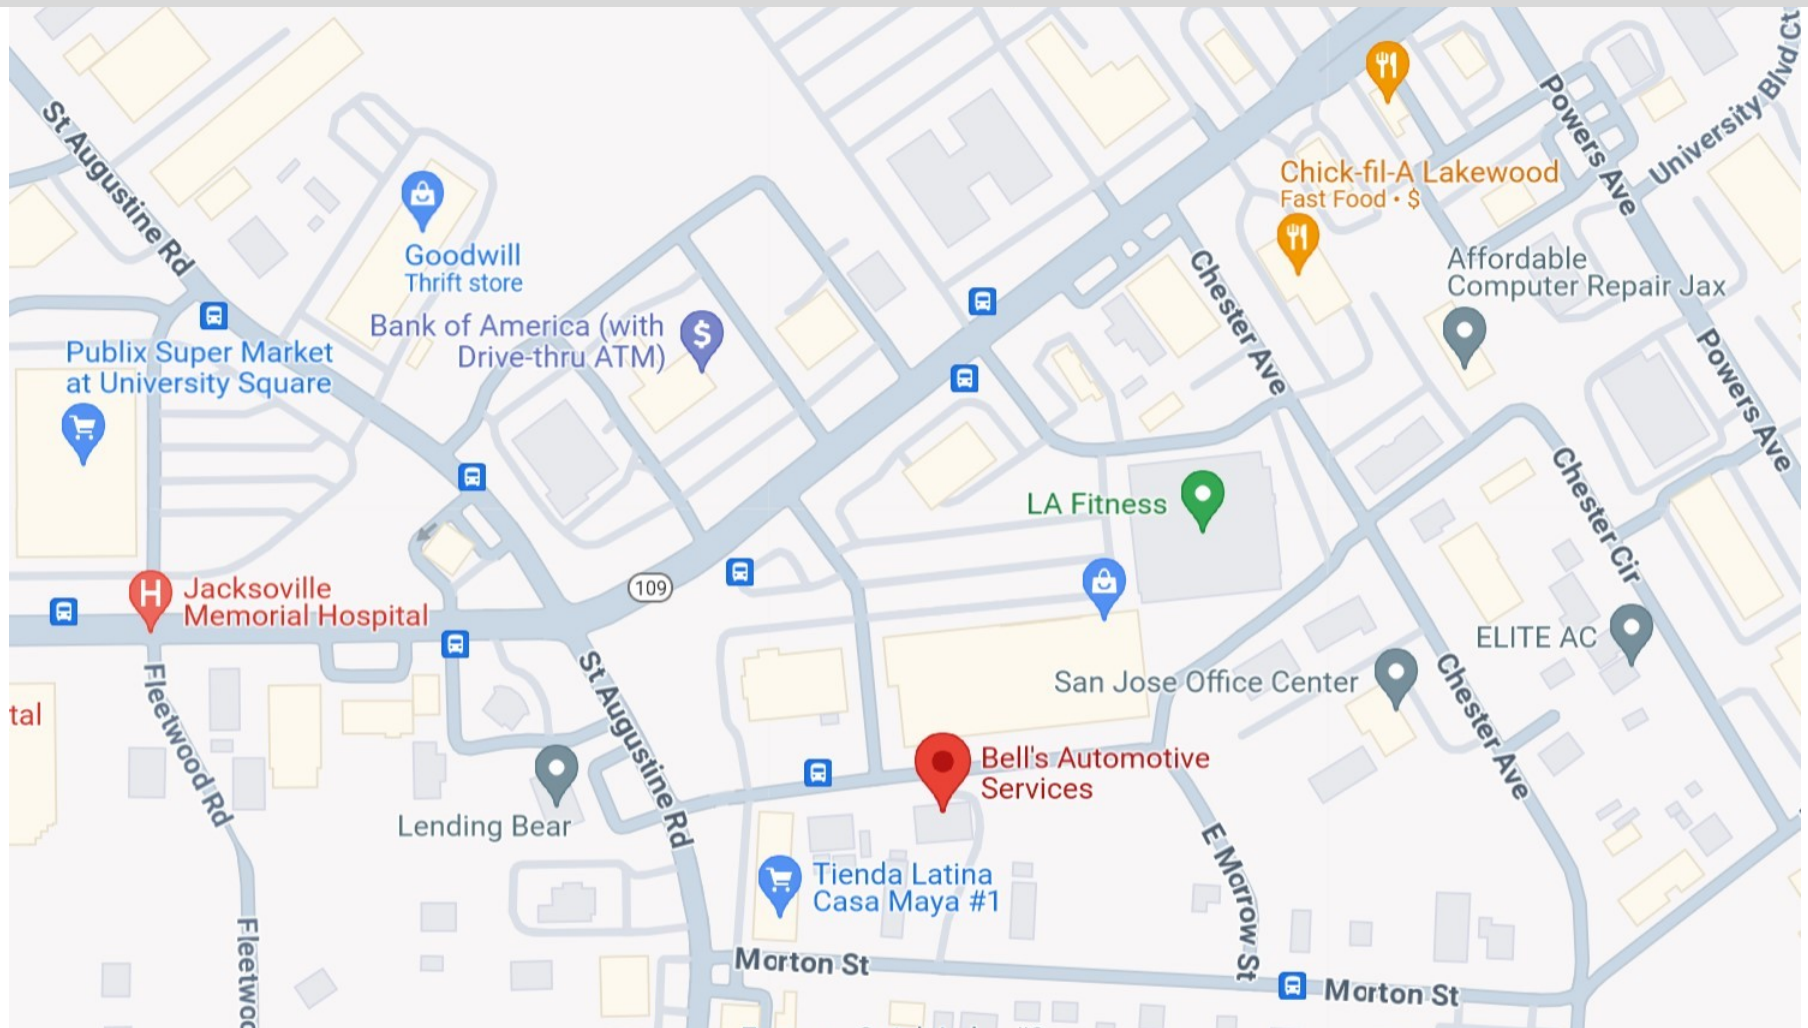 St Augustine Rd
Powers Ave
University Blvd Ct
Chick-fil-A Lakewood
Fast Food • $
Goodwill
Thrift store
Chester Ave
Affordable
Computer Repair Jax
Bank of America (with
Drive-thru ATM)
$
Publix Super Market
at University Square
Powers Ave
LA Fitness
Chester Cir
109
H
Jacksoville
Memorial Hospital
ELITE AC
San Jose Office Center
Chester Ave
tal
Fleetwood Rd
St Augustine Rd
Bell's Automotive
Services
Lending Bear
E Morrow St
Tienda Latina
Casa Maya #1
Fleetwoo
Morton St
Morton St